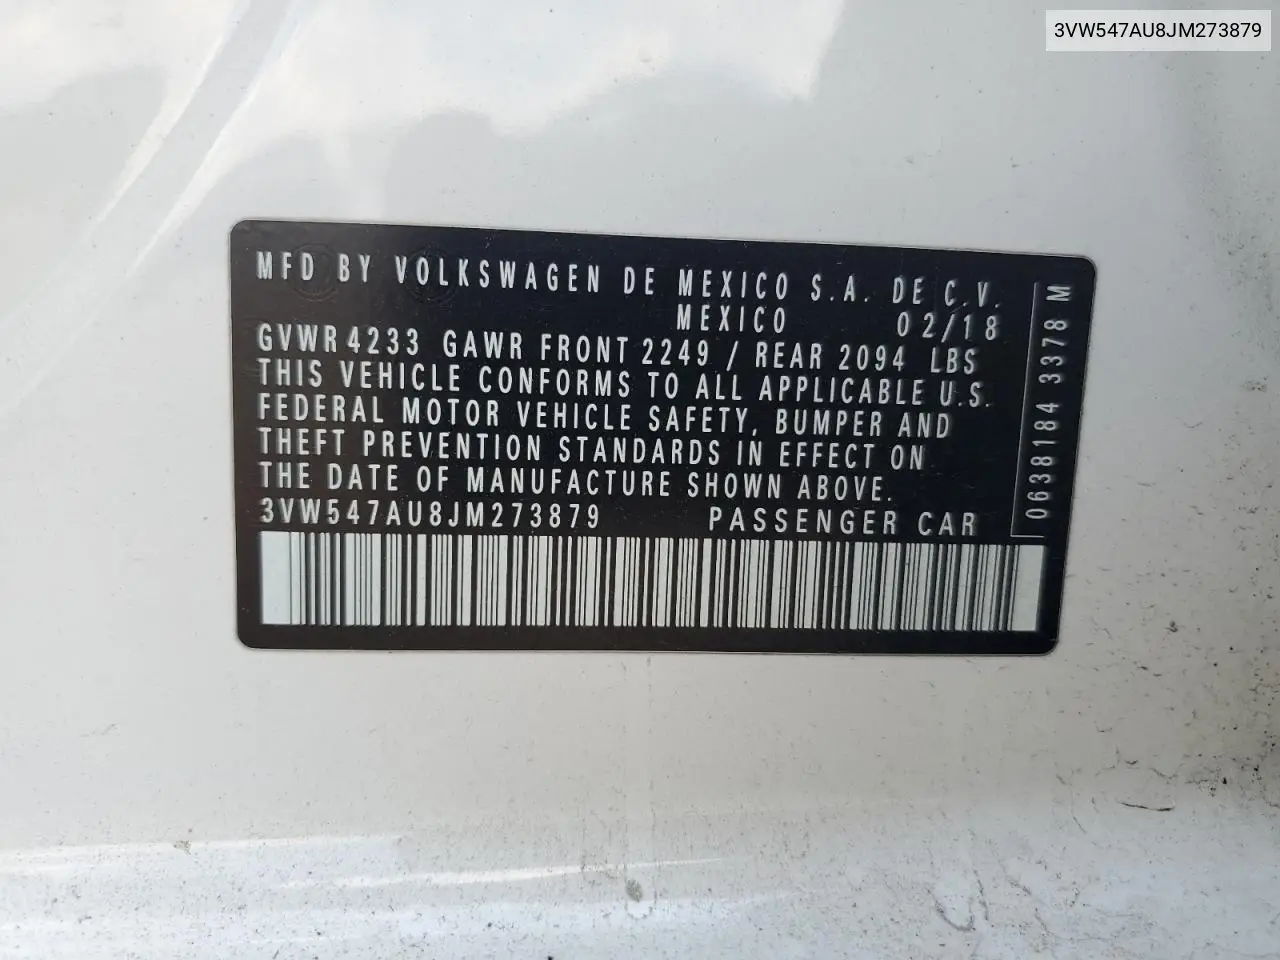 3VW547AU8JM273879
MFD BY VOLKSWAGEN DE MEXICO S.A. DE C.V.
MEXICO 02/18
GVWR 4233 GAWR FRONT 2249 / REAR 2094 LBS
THIS VEHICLE CONFORMS TO ALL APPLICABLE U.S.
FEDERAL MOTOR VEHICLE SAFETY, BUMPER AND
THEFT PREVENTION STANDARDS IN EFFECT ON
THE DATE OF MANUFACTURE SHOWN ABOVE.
3VW547AU8JM273879 PASSENGER CAR
0638184 3378 M